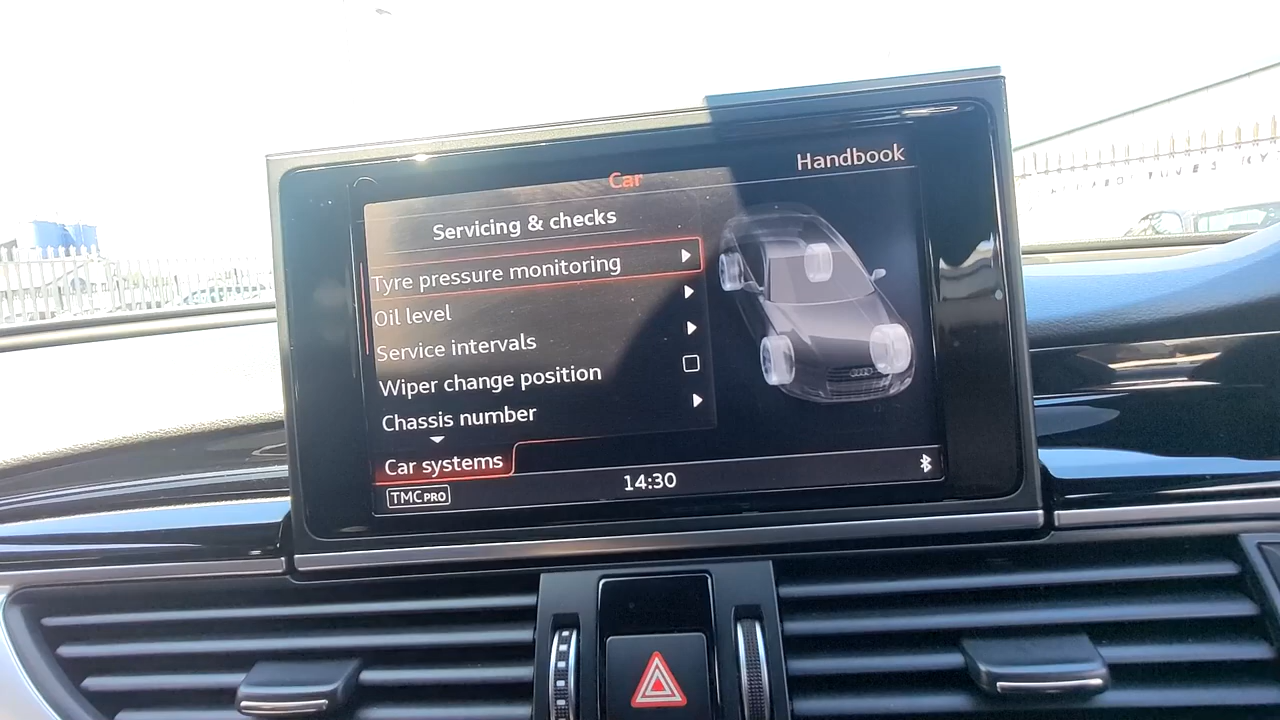 Handbook
Car
Servicing & checks
Tyre pressure monitoring
Oil level
Service intervals
Wiper change position
Chassis number
Car systems
TMC PRO
14:30